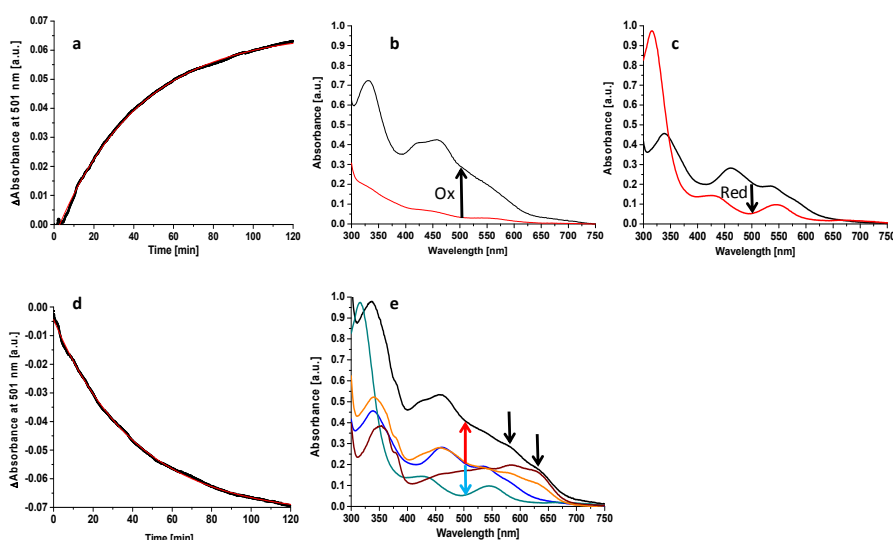 a
ΔAbsorbance at 501 nm [a.u.]
0.07
0.06
0.05
0.04
0.03
0.02
0.01
0.00
0 20 40 60 80 100 120
Time [min]
b
Absorbance [a.u.]
1.0
0.9
0.8
0.7
0.6
0.5
0.4
0.3
0.2
0.1
0.0
Ox
300 350 400 450 500 550 600 650 700 750
Wavelength [nm]
c
Absorbance [a.u.]
1.0
0.9
0.8
0.7
0.6
0.5
0.4
0.3
0.2
0.1
0.0
Red
300 350 400 450 500 550 600 650 700 750
Wavelength [nm]
d
ΔAbsorbance at 501 nm [a.u.]
0.00
-0.01
-0.02
-0.03
-0.04
-0.05
-0.06
-0.07
0 20 40 60 80 100 120
Time [min]
e
Absorbance [a.u.]
1.0
0.9
0.8
0.7
0.6
0.5
0.4
0.3
0.2
0.1
0.0
300 350 400 450 500 550 600 650 700 750
Wavelength [nm]